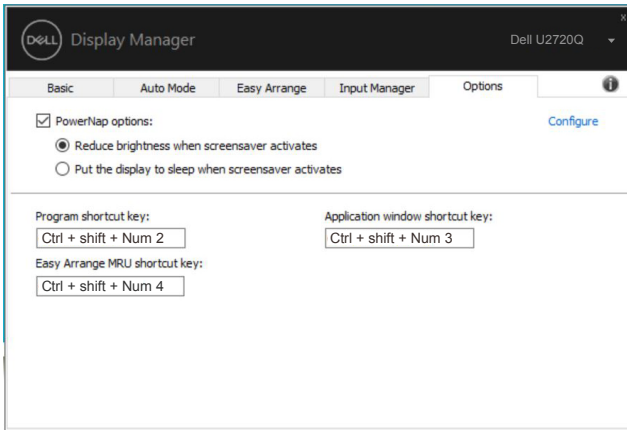 DELL Display Manager
Dell U2720Q
x
Basic Auto Mode Easy Arrange Input Manager Options
PowerNap options: Configure
Reduce brightness when screensaver activates
Put the display to sleep when screensaver activates
Program shortcut key: Application window shortcut key:
Ctrl + shift + Num 2 Ctrl + shift + Num 3
Easy Arrange MRU shortcut key:
Ctrl + shift + Num 4